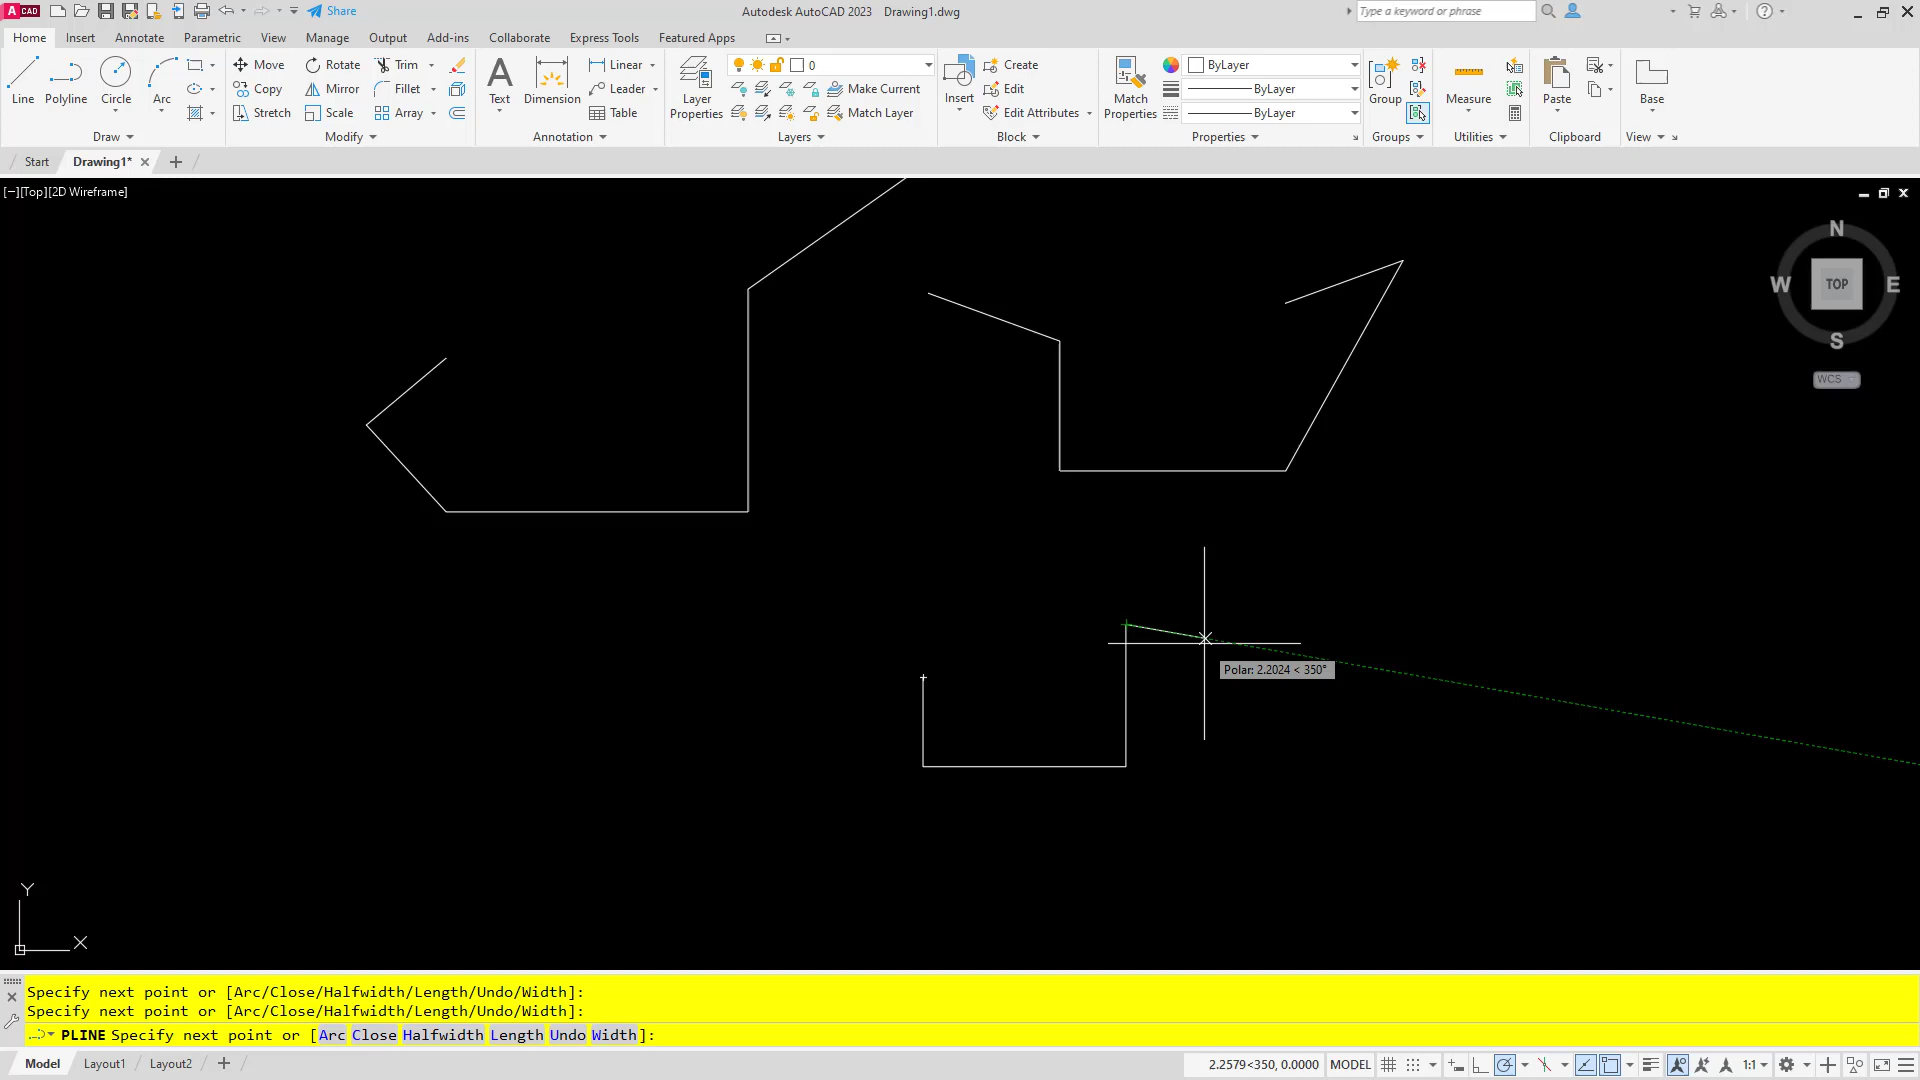 A CAD Share Autodesk AutoCAD 2023 Drawing1.dwg Type a keyword or phrase
Home Insert Annotate Parametric View Manage Output Add-ins Collaborate Express Tools Featured Apps
Line Polyline Circle Arc
Draw
Move Rotate Trim
Copy Mirror Fillet
Stretch Scale Array
Modify
Text Dimension
Linear
Leader
Table
Annotation
Layer
Properties
0
Make Current
Match Layer
Layers
Insert
Create
Edit
Edit Attributes
Block
Match
Properties
ByLayer
ByLayer
ByLayer
Properties
Group
Groups
Measure
Utilities
Paste
Clipboard
Base
View
Start Drawing1*
[−][Top][2D Wireframe]
N
W TOP E
S
WCS
Polar: 2.2024 < 350°
Y
X
Specify next point or [Arc/Close/Halfwidth/Length/Undo/Width]:
Specify next point or [Arc/Close/Halfwidth/Length/Undo/Width]:
PLINE Specify next point or [Arc Close Halfwidth Length Undo Width]:
Model Layout1 Layout2 2.2579<350, 0.0000 MODEL 1:1